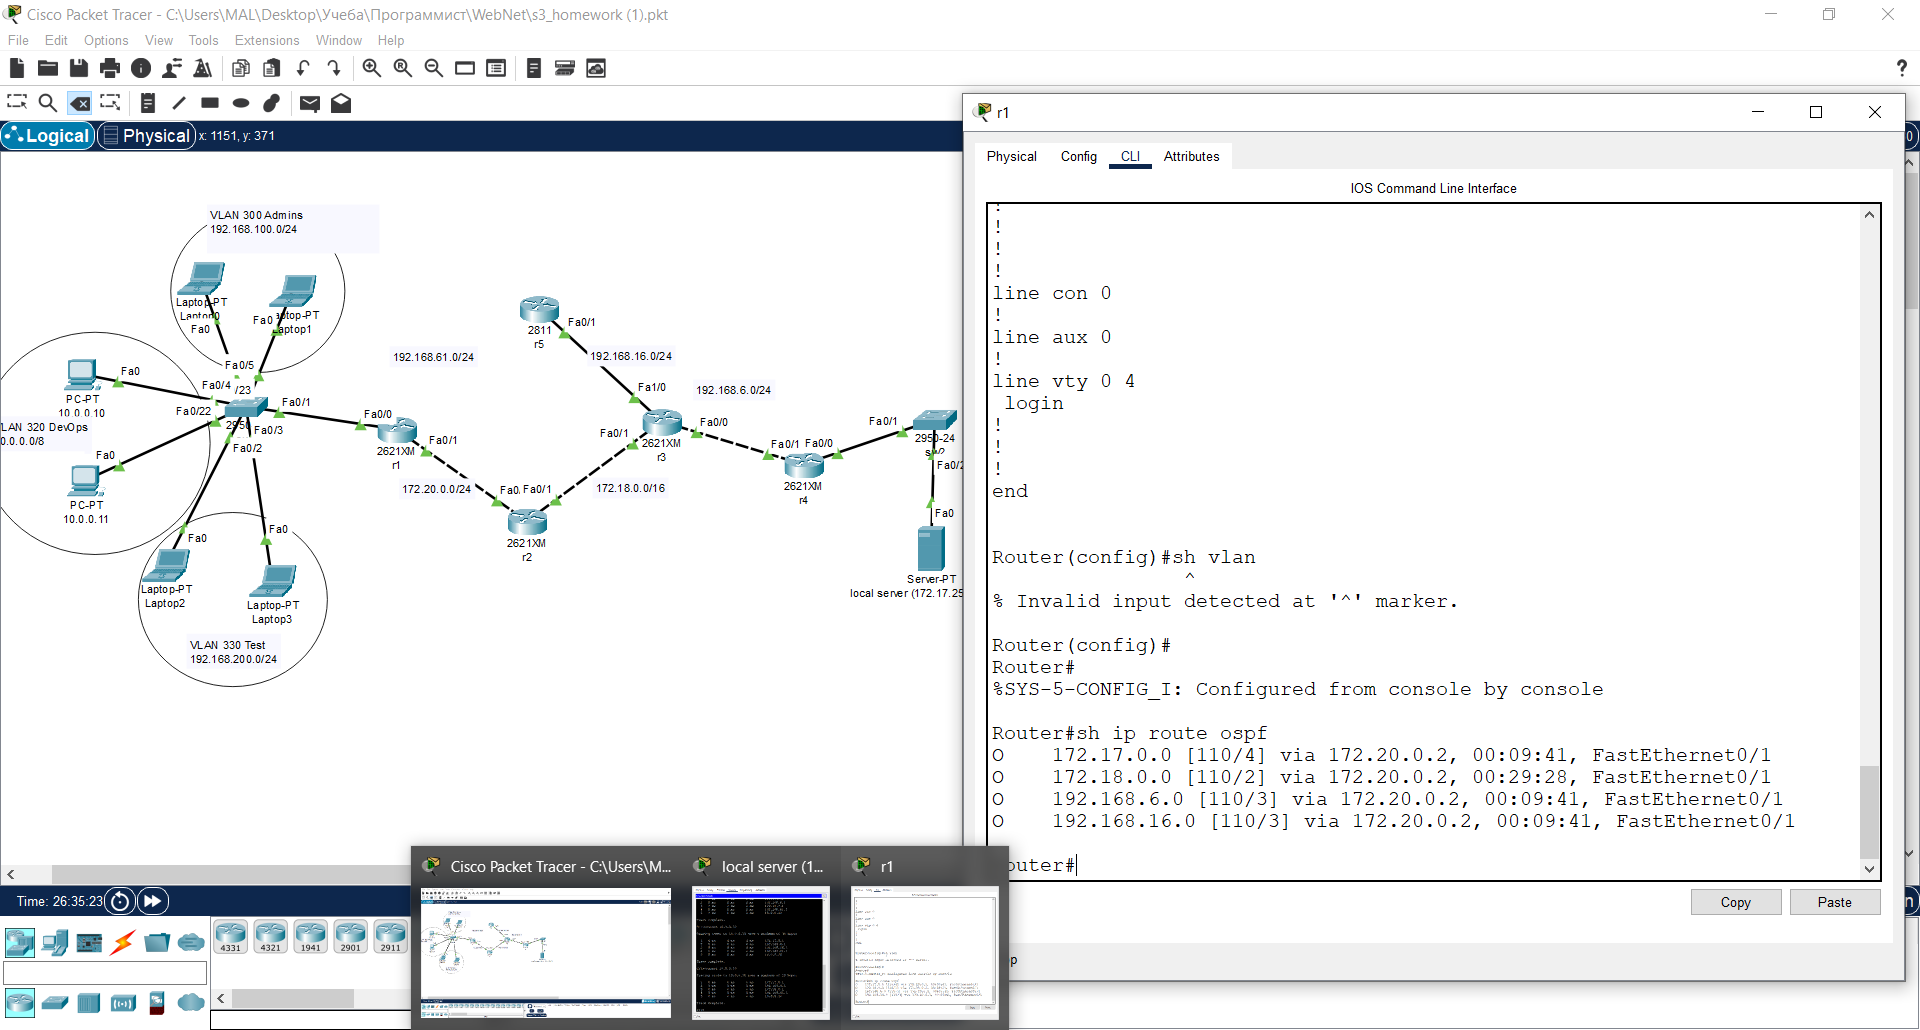 Cisco Packet Tracer - C:\Users\MAL\Desktop\Учеба\Программист\WebNet\s3_homework (1).pkt
File Edit Options View Tools Extensions Window Help
Logical Physical x: 1151, y: 371
VLAN 300 Admins
192.168.100.0/24
Laptop-PT
Laptop0
Fa0
Fa0
ptop-PT
Laptop1
Fa0/5
Fa0
PC-PT
10.0.0.10
Fa0/4
/23
Fa0/22
2950
Fa0/1
Fa0/3
Fa0/2
LAN 320 DevOps
0.0.0.0/8
Fa0
PC-PT
10.0.0.11
Fa0
Laptop-PT
Laptop2
Fa0
Laptop-PT
Laptop3
VLAN 330 Test
192.168.200.0/24
Fa0/0
2621XM
r1
Fa0/1
192.168.61.0/24
172.20.0.0/24
Fa0/
Fa0/1
2621XM
r2
172.18.0.0/16
2811
r5
Fa0/1
192.168.16.0/24
Fa1/0
192.168.6.0/24
Fa0/1
Fa0/0
2621XM
r3
Fa0/1
Fa0/0
2621XM
r4
Fa0/1
2950-24
Fa0/2
Fa0
Server-PT
local server (172.17.25
r1
Physical Config CLI Attributes
IOS Command Line Interface
!
!
!
!
line con 0
!
line aux 0
!
line vty 0 4
login
!
!
!
end
Router(config)#sh vlan
^
% Invalid input detected at '^' marker.
Router(config)#
Router#
%SYS-5-CONFIG_I: Configured from console by console
Router#sh ip route ospf
O 172.17.0.0 [110/4] via 172.20.0.2, 00:09:41, FastEthernet0/1
O 172.18.0.0 [110/2] via 172.20.0.2, 00:29:28, FastEthernet0/1
O 192.168.6.0 [110/3] via 172.20.0.2, 00:09:41, FastEthernet0/1
O 192.168.16.0 [110/3] via 172.20.0.2, 00:09:41, FastEthernet0/1
outer#
Copy Paste
Cisco Packet Tracer - C:\Users\M...
local server (1...
r1
Time: 26:35:23
4331 4321 1941 2901 2911